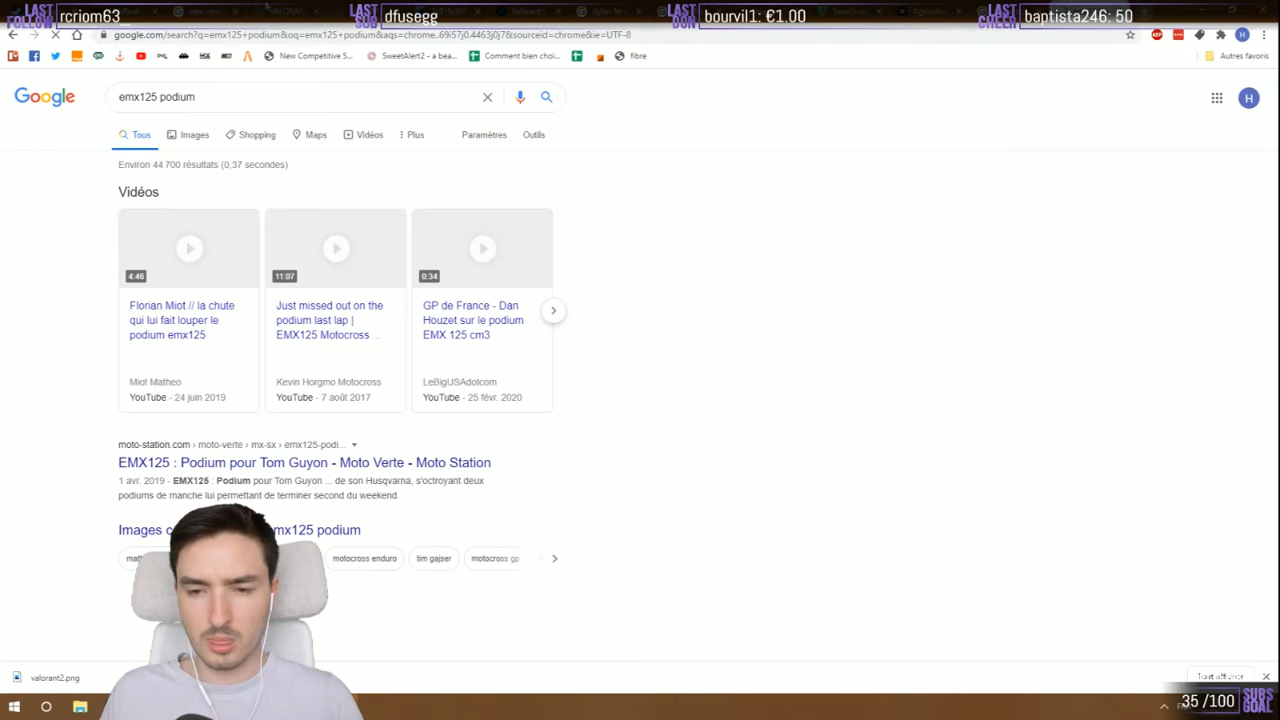 LAST FOLLOW rcriom63_
LAST SUB dfusegg
LAST DON bourvil1: €1.00
LAST CHEER baptista246: 50
google.com/search?q=emx125+podium&oq=emx125+podium&aqs=chrome..69i57j0.4463j0j7&sourceid=chrome&ie=UTF-8
New Competitive S...
SweetAlert2 - a bea...
Comment bien choi...
fibre
Autres favoris
Google
emx125 podium
H
Tous
Images
Shopping
Maps
Vidéos
Plus
Paramètres
Outils
Environ 44 700 résultats (0,37 secondes)
Vidéos
4:46
11:07
0:34
Florian Miot // la chute
qui lui fait louper le
podium emx125
Miot Matheo
YouTube - 24 juin 2019
Just missed out on the
podium last lap |
EMX125 Motocross ...
Kevin Horgmo Motocross
YouTube - 7 août 2017
GP de France - Dan
Houzet sur le podium
EMX 125 cm3
LeBigUSAdotcom
YouTube - 25 févr. 2020
moto-station.com › moto-verte › mx-sx › emx125-podi...
EMX125 : Podium pour Tom Guyon - Moto Verte - Moto Station
1 avr. 2019 - EMX125 : Podium pour Tom Guyon ... de son Husqvarna, s'octroyant deux
podiums de manche lui permettant de terminer second du weekend.
Images emx125 podium
motocross enduro
tim gajser
motocross gp
valorant2.png
Tout afficher
35 /100
SUBS GOAL